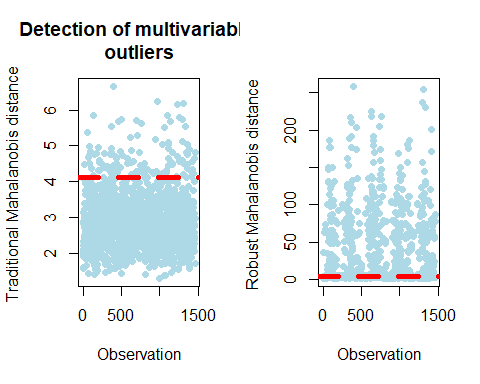 Detection of multivariabl
outliers
Traditional Mahalanobis distance
6
5
4
3
2
0
500
1500
Observation
Robust Mahalanobis distance
200
100
50
0
0
500
1500
Observation